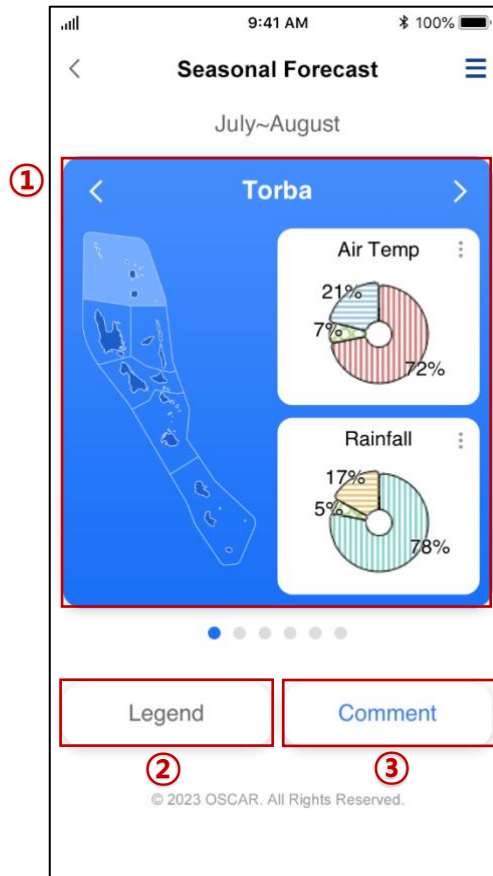 9:41 AM 100%
Seasonal Forecast
July~August
①
Torba
Air Temp
21%
7%
72%
Rainfall
17%
5%
78%
Legend Comment
② ③
© 2023 OSCAR. All Rights Reserved.